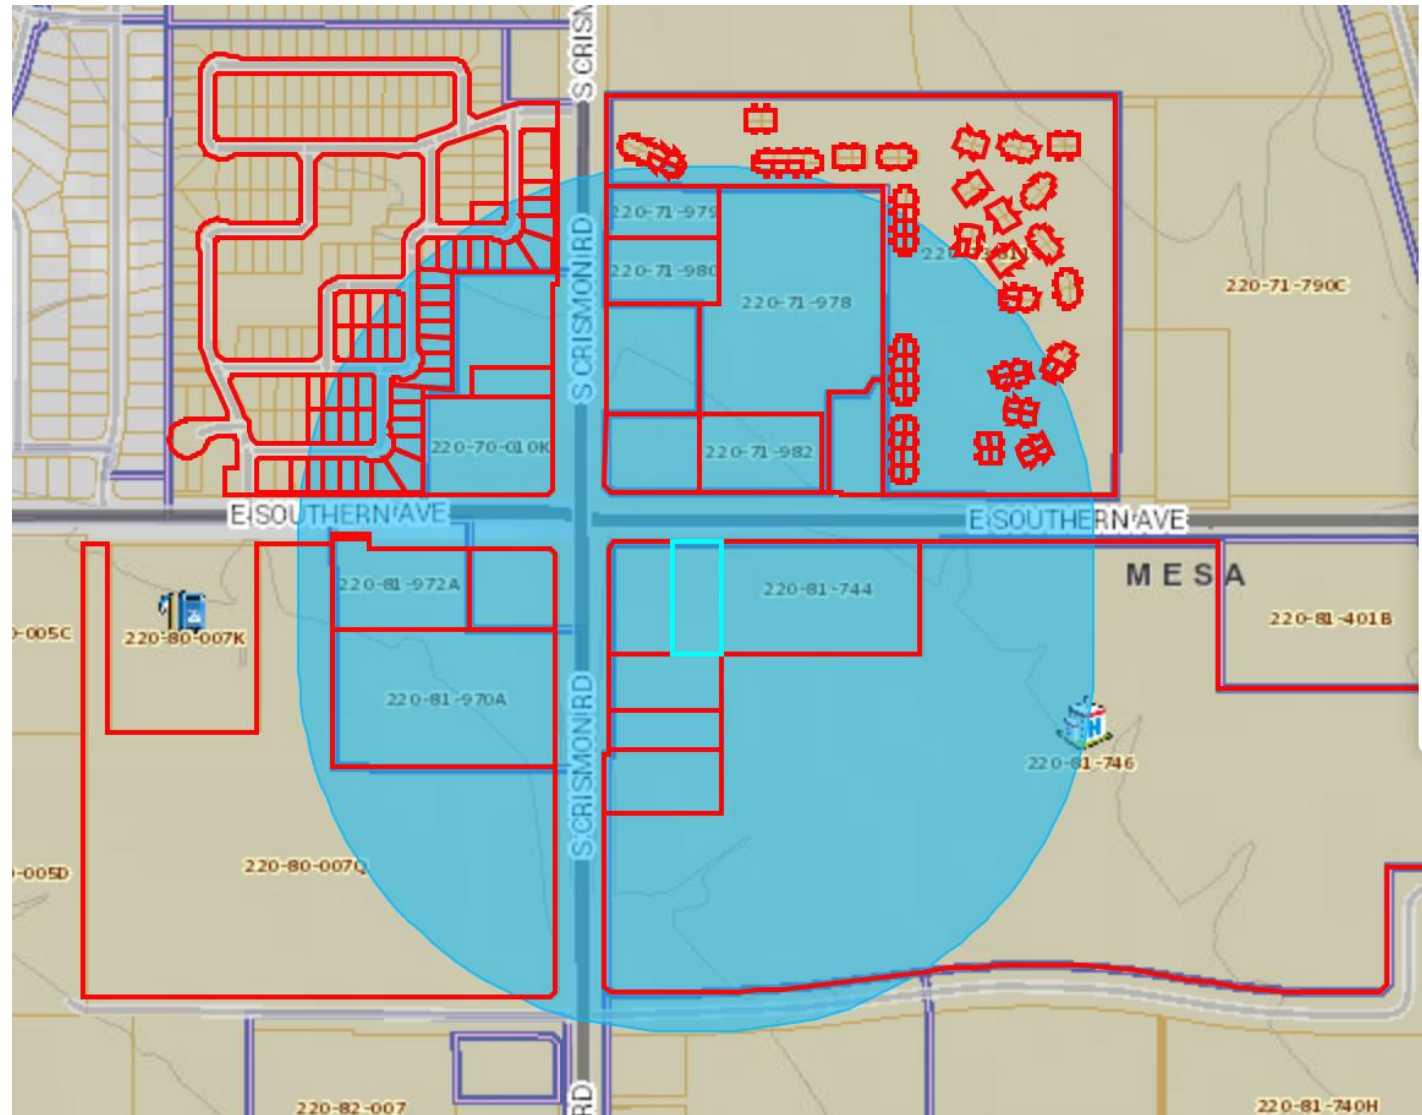 S CRISM
220-71-979
220-71-980
220-71-978
220-71-790C
S CRISMON RD
220-70-010K
220-71-982
E SOUTHERN AVE
E SOUTHERN AVE
MESA
220-81-972A
220-81-744
-005C
220-80-007K
220-81-401B
H
220-81-970A
S CRISMON RD
220-81-746
-005D
220-80-007Q
RD
220-82-007
220-81-740H